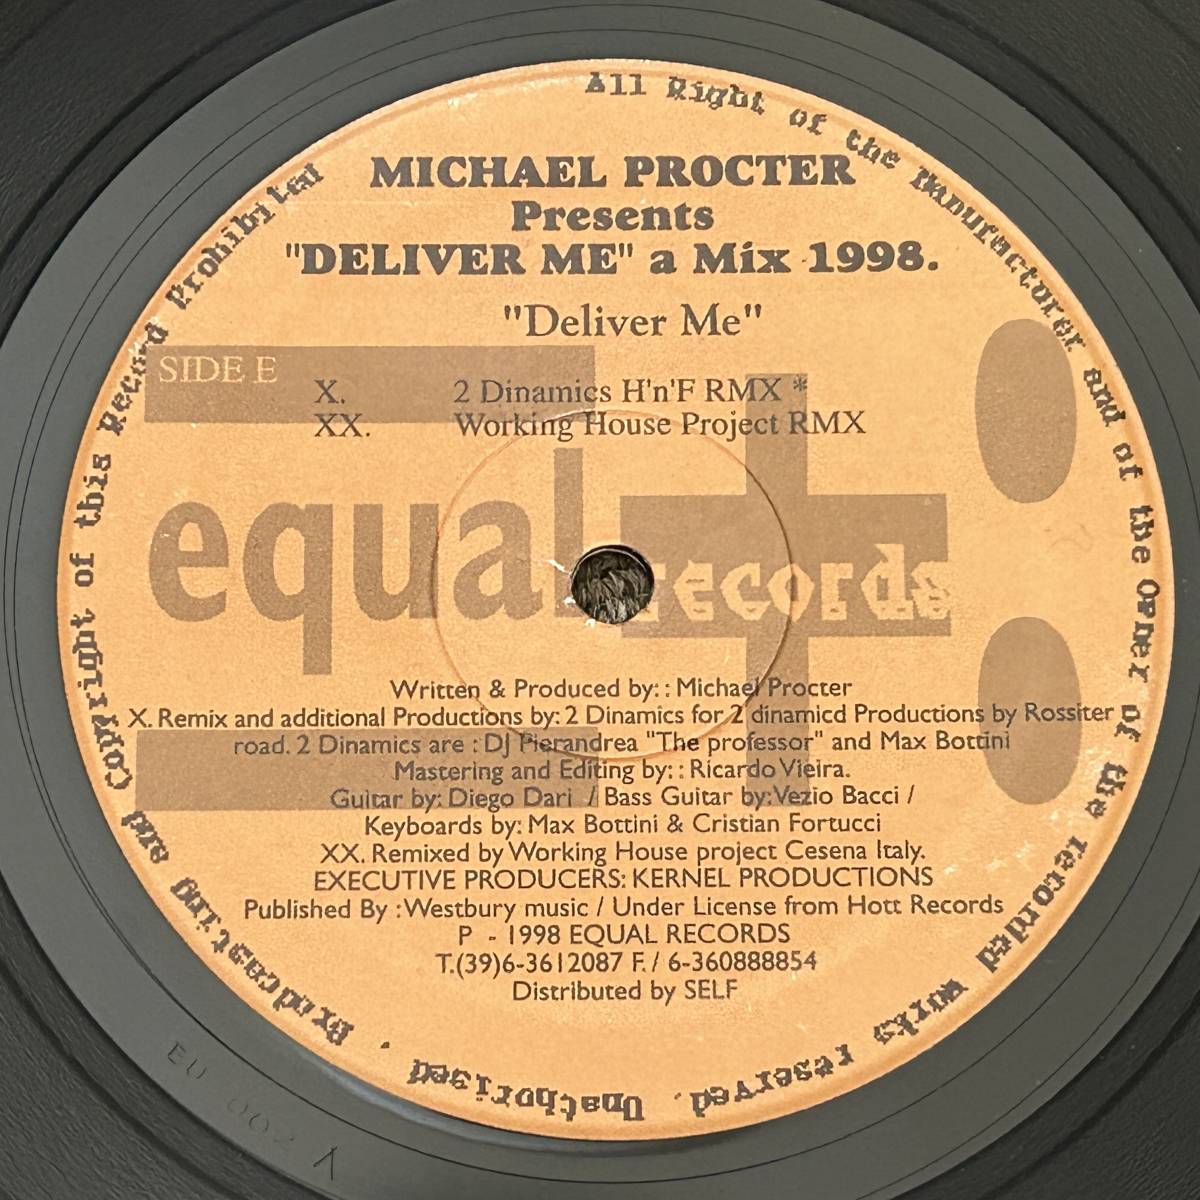 All Right of the Manufacturer and of the Orner of the recorded works reserved. Unathorised . Brodcasting and Copyright of this Record Prohibited
MICHAEL PROCTER
Presents
"DELIVER ME" a Mix 1998.
"Deliver Me"
SIDE E
X. 2 Dinamics H'n'F RMX *
XX. Working House Project RMX
equal records
Written & Produced by: : Michael Procter
X. Remix and additional Productions by: 2 Dinamics for 2 dinamicd Productions by Rossiter
road. 2 Dinamics are : DJ Pierandrea "The professor" and Max Bottini
Mastering and Editing by: : Ricardo Vieira.
Guitar by: Diego Dari / Bass Guitar by: Vezio Bacci /
Keyboards by: Max Bottini & Cristian Fortucci
XX. Remixed by Working House project Cesena Italy.
EXECUTIVE PRODUCERS: KERNEL PRODUCTIONS
Published By : Westbury music / Under License from Hott Records
P - 1998 EQUAL RECORDS
T.(39)6-3612087 F. / 6-360888854
Distributed by SELF
EU 002